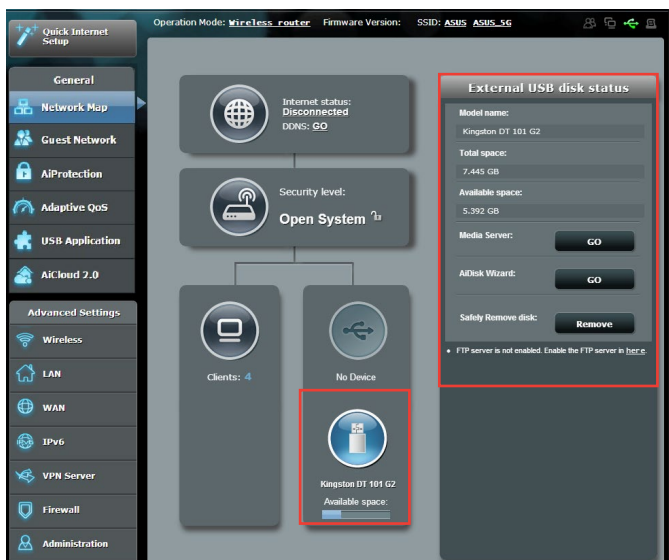 Quick Internet
Setup
Operation Mode: Wireless router Firmware Version: SSID: ASUS ASUS_5G
General
Network Map
Guest Network
AiProtection
Adaptive QoS
USB Application
AiCloud 2.0
Advanced Settings
Wireless
LAN
WAN
IPv6
VPN Server
Firewall
Administration
Internet status:
Disconnected
DDNS: GO
Security level:
Open System
Clients: 4
No Device
Kingston DT 101 G2
Available space:
External USB disk status
Model name:
Kingston DT 101 G2
Total space:
7.445 GB
Available space:
5.392 GB
Media Server: GO
AiDisk Wizard: GO
Safely Remove disk: Remove
• FTP server is not enabled. Enable the FTP server in here.